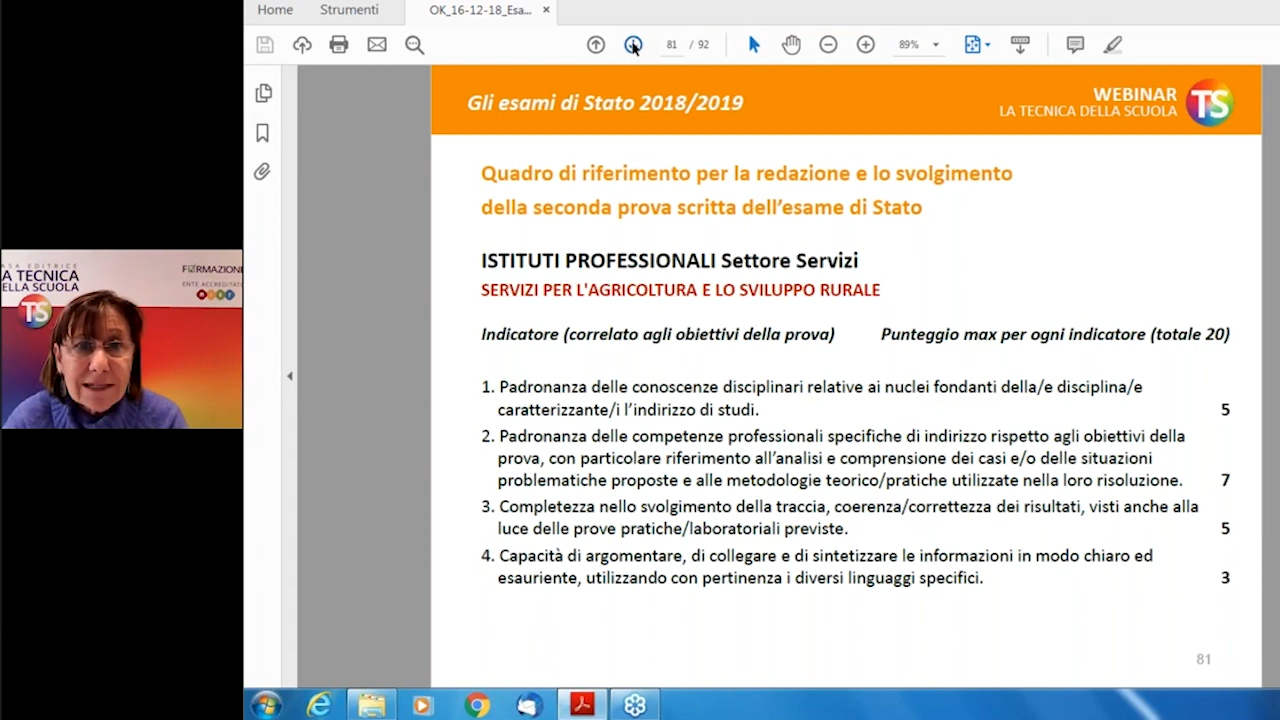 Home
Strumenti
OK_16-12-18_Esa...
81 / 92
89%
Gli esami di Stato 2018/2019
WEBINAR
LA TECNICA DELLA SCUOLA
TS
Quadro di riferimento per la redazione e lo svolgimento
della seconda prova scritta dell'esame di Stato
ISTITUTI PROFESSIONALI Settore Servizi
SERVIZI PER L'AGRICOLTURA E LO SVILUPPO RURALE
Indicatore (correlato agli obiettivi della prova) Punteggio max per ogni indicatore (totale 20)
1. Padronanza delle conoscenze disciplinari relative ai nuclei fondanti della/e disciplina/e
caratterizzante/i l'indirizzo di studi. 5
2. Padronanza delle competenze professionali specifiche di indirizzo rispetto agli obiettivi della
prova, con particolare riferimento all'analisi e comprensione dei casi e/o delle situazioni
problematiche proposte e alle metodologie teorico/pratiche utilizzate nella loro risoluzione. 7
3. Completezza nello svolgimento della traccia, coerenza/correttezza dei risultati, visti anche alla
luce delle prove pratiche/laboratoriali previste. 5
4. Capacità di argomentare, di collegare e di sintetizzare le informazioni in modo chiaro ed
esauriente, utilizzando con pertinenza i diversi linguaggi specifici. 3
81
ASA EDITRICE
A TECNICA
ELLA SCUOLA
TS
FORMAZIONE
ENTE ACCREDITAT